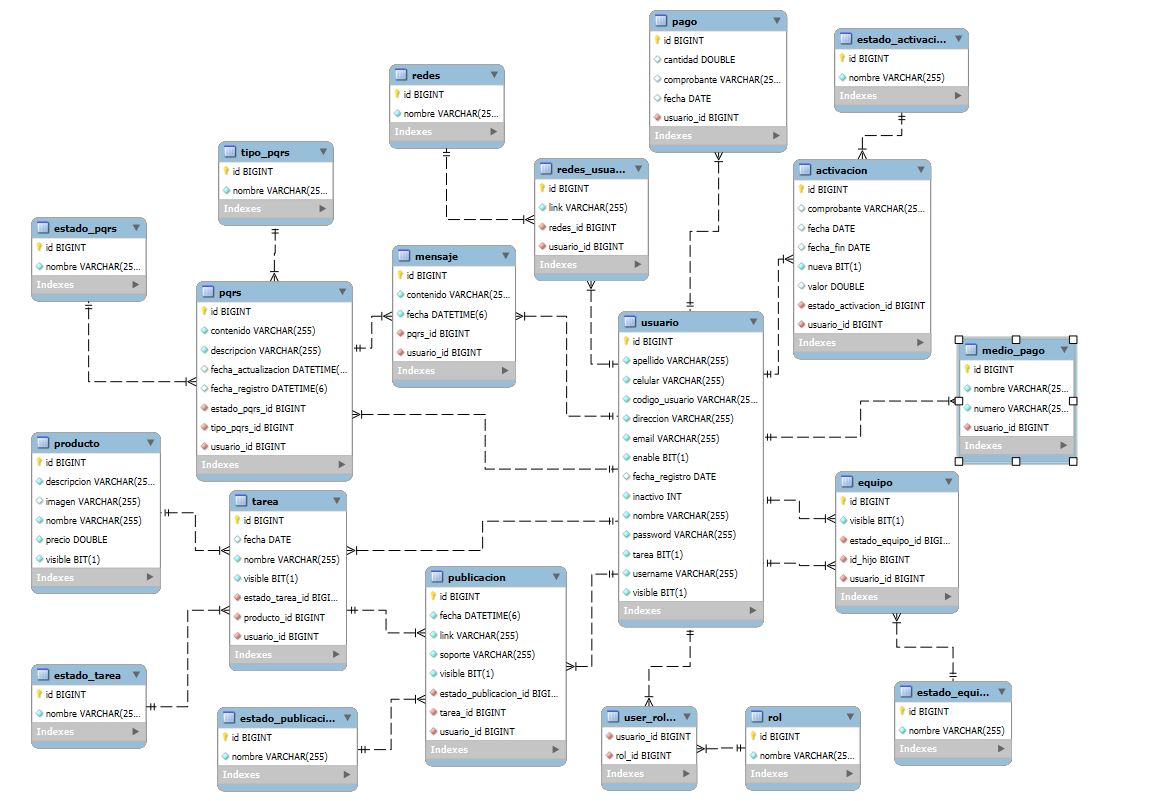 pago
id BIGINT
cantidad DOUBLE
comprobante VARCHAR(25...
fecha DATE
usuario_id BIGINT
Indexes
estado_activaci...
id BIGINT
nombre VARCHAR(255)
Indexes
redes
id BIGINT
nombre VARCHAR(25...
Indexes
tipo_pqrs
id BIGINT
nombre VARCHAR(25...
Indexes
redes_usua...
id BIGINT
link VARCHAR(255)
redes_id BIGINT
usuario_id BIGINT
Indexes
activacion
id BIGINT
comprobante VARCHAR(25...
fecha DATE
fecha_fin DATE
nueva BIT(1)
valor DOUBLE
estado_activacion_id BIGINT
usuario_id BIGINT
Indexes
estado_pqrs
id BIGINT
nombre VARCHAR(25...
Indexes
mensaje
id BIGINT
contenido VARCHAR(25...
fecha DATETIME(6)
pqrs_id BIGINT
usuario_id BIGINT
Indexes
pqrs
id BIGINT
contenido VARCHAR(255)
descripcion VARCHAR(255)
fecha_actualizacion DATETIME(...
fecha_registro DATETIME(6)
estado_pqrs_id BIGINT
tipo_pqrs_id BIGINT
usuario_id BIGINT
Indexes
usuario
id BIGINT
apellido VARCHAR(255)
celular VARCHAR(255)
codigo_usuario VARCHAR(25...
direccion VARCHAR(255)
email VARCHAR(255)
enable BIT(1)
fecha_registro DATE
inactivo INT
nombre VARCHAR(255)
password VARCHAR(255)
tarea BIT(1)
username VARCHAR(255)
visible BIT(1)
Indexes
medio_pago
id BIGINT
nombre VARCHAR(25...
numero VARCHAR(25...
usuario_id BIGINT
Indexes
producto
id BIGINT
descripcion VARCHAR(25...
imagen VARCHAR(255)
nombre VARCHAR(255)
precio DOUBLE
visible BIT(1)
Indexes
tarea
id BIGINT
fecha DATE
nombre VARCHAR(255)
visible BIT(1)
estado_tarea_id BIGI...
producto_id BIGINT
usuario_id BIGINT
Indexes
equipo
id BIGINT
visible BIT(1)
estado_equipo_id BIGI...
id_hijo BIGINT
usuario_id BIGINT
Indexes
publicacion
id BIGINT
fecha DATETIME(6)
link VARCHAR(255)
soporte VARCHAR(255)
visible BIT(1)
estado_publicacion_id BIGI...
tarea_id BIGINT
usuario_id BIGINT
Indexes
estado_tarea
id BIGINT
nombre VARCHAR(25...
Indexes
estado_publicaci...
id BIGINT
nombre VARCHAR(255)
Indexes
user_rol...
usuario_id BIGINT
rol_id BIGINT
Indexes
rol
id BIGINT
nombre VARCHAR(25...
Indexes
estado_equi...
id BIGINT
nombre VARCHAR(255)
Indexes